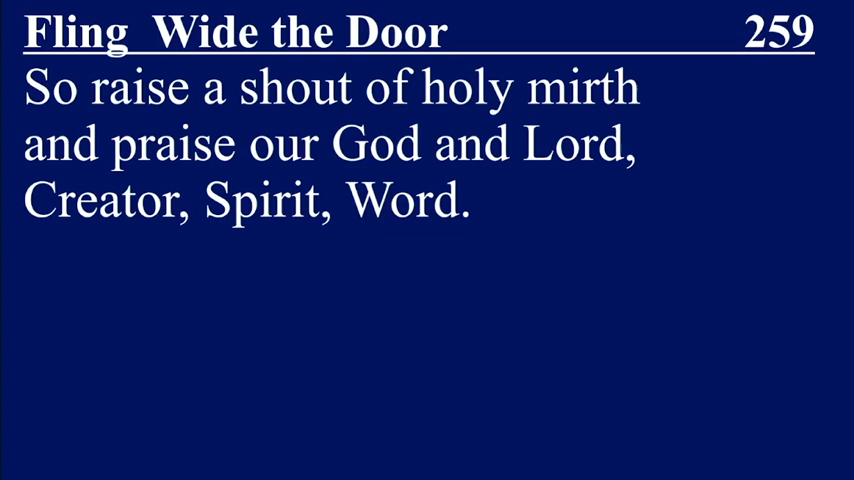 Fling  Wide the Door 259
So raise a shout of holy mirth
and praise our God and Lord,
Creator, Spirit, Word.